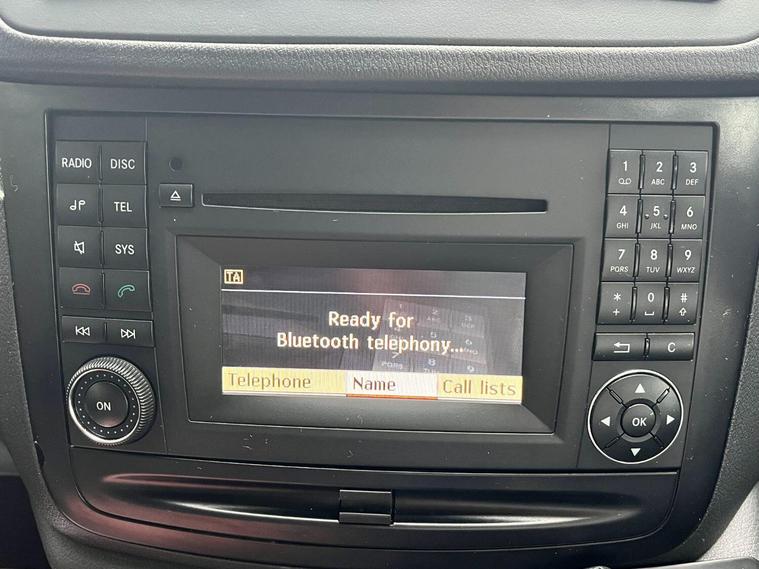 RADIO DISC
TEL
SYS
ON
TA
Ready for
Bluetooth telephony...
Telephone Name Call lists
1 2 3
ABC DEF
4 5 6
GHI JKL MNO
7 8 9
PQRS TUV WXYZ
* 0 #
+
C
OK